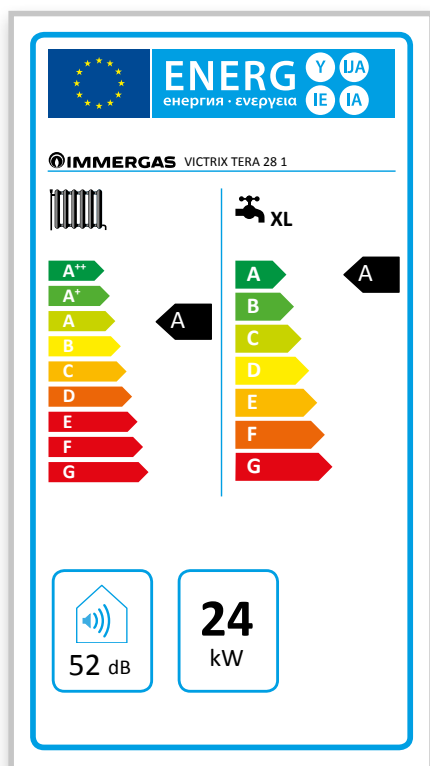 ENERG Y IJA
енергия · ενεργεια IE IA
IMMERGAS VICTRIX TERA 28 1
XL
A++
A+
A
B
C
D
E
F
G
A
A
B
C
D
E
F
G
A
52 dB
24
kW